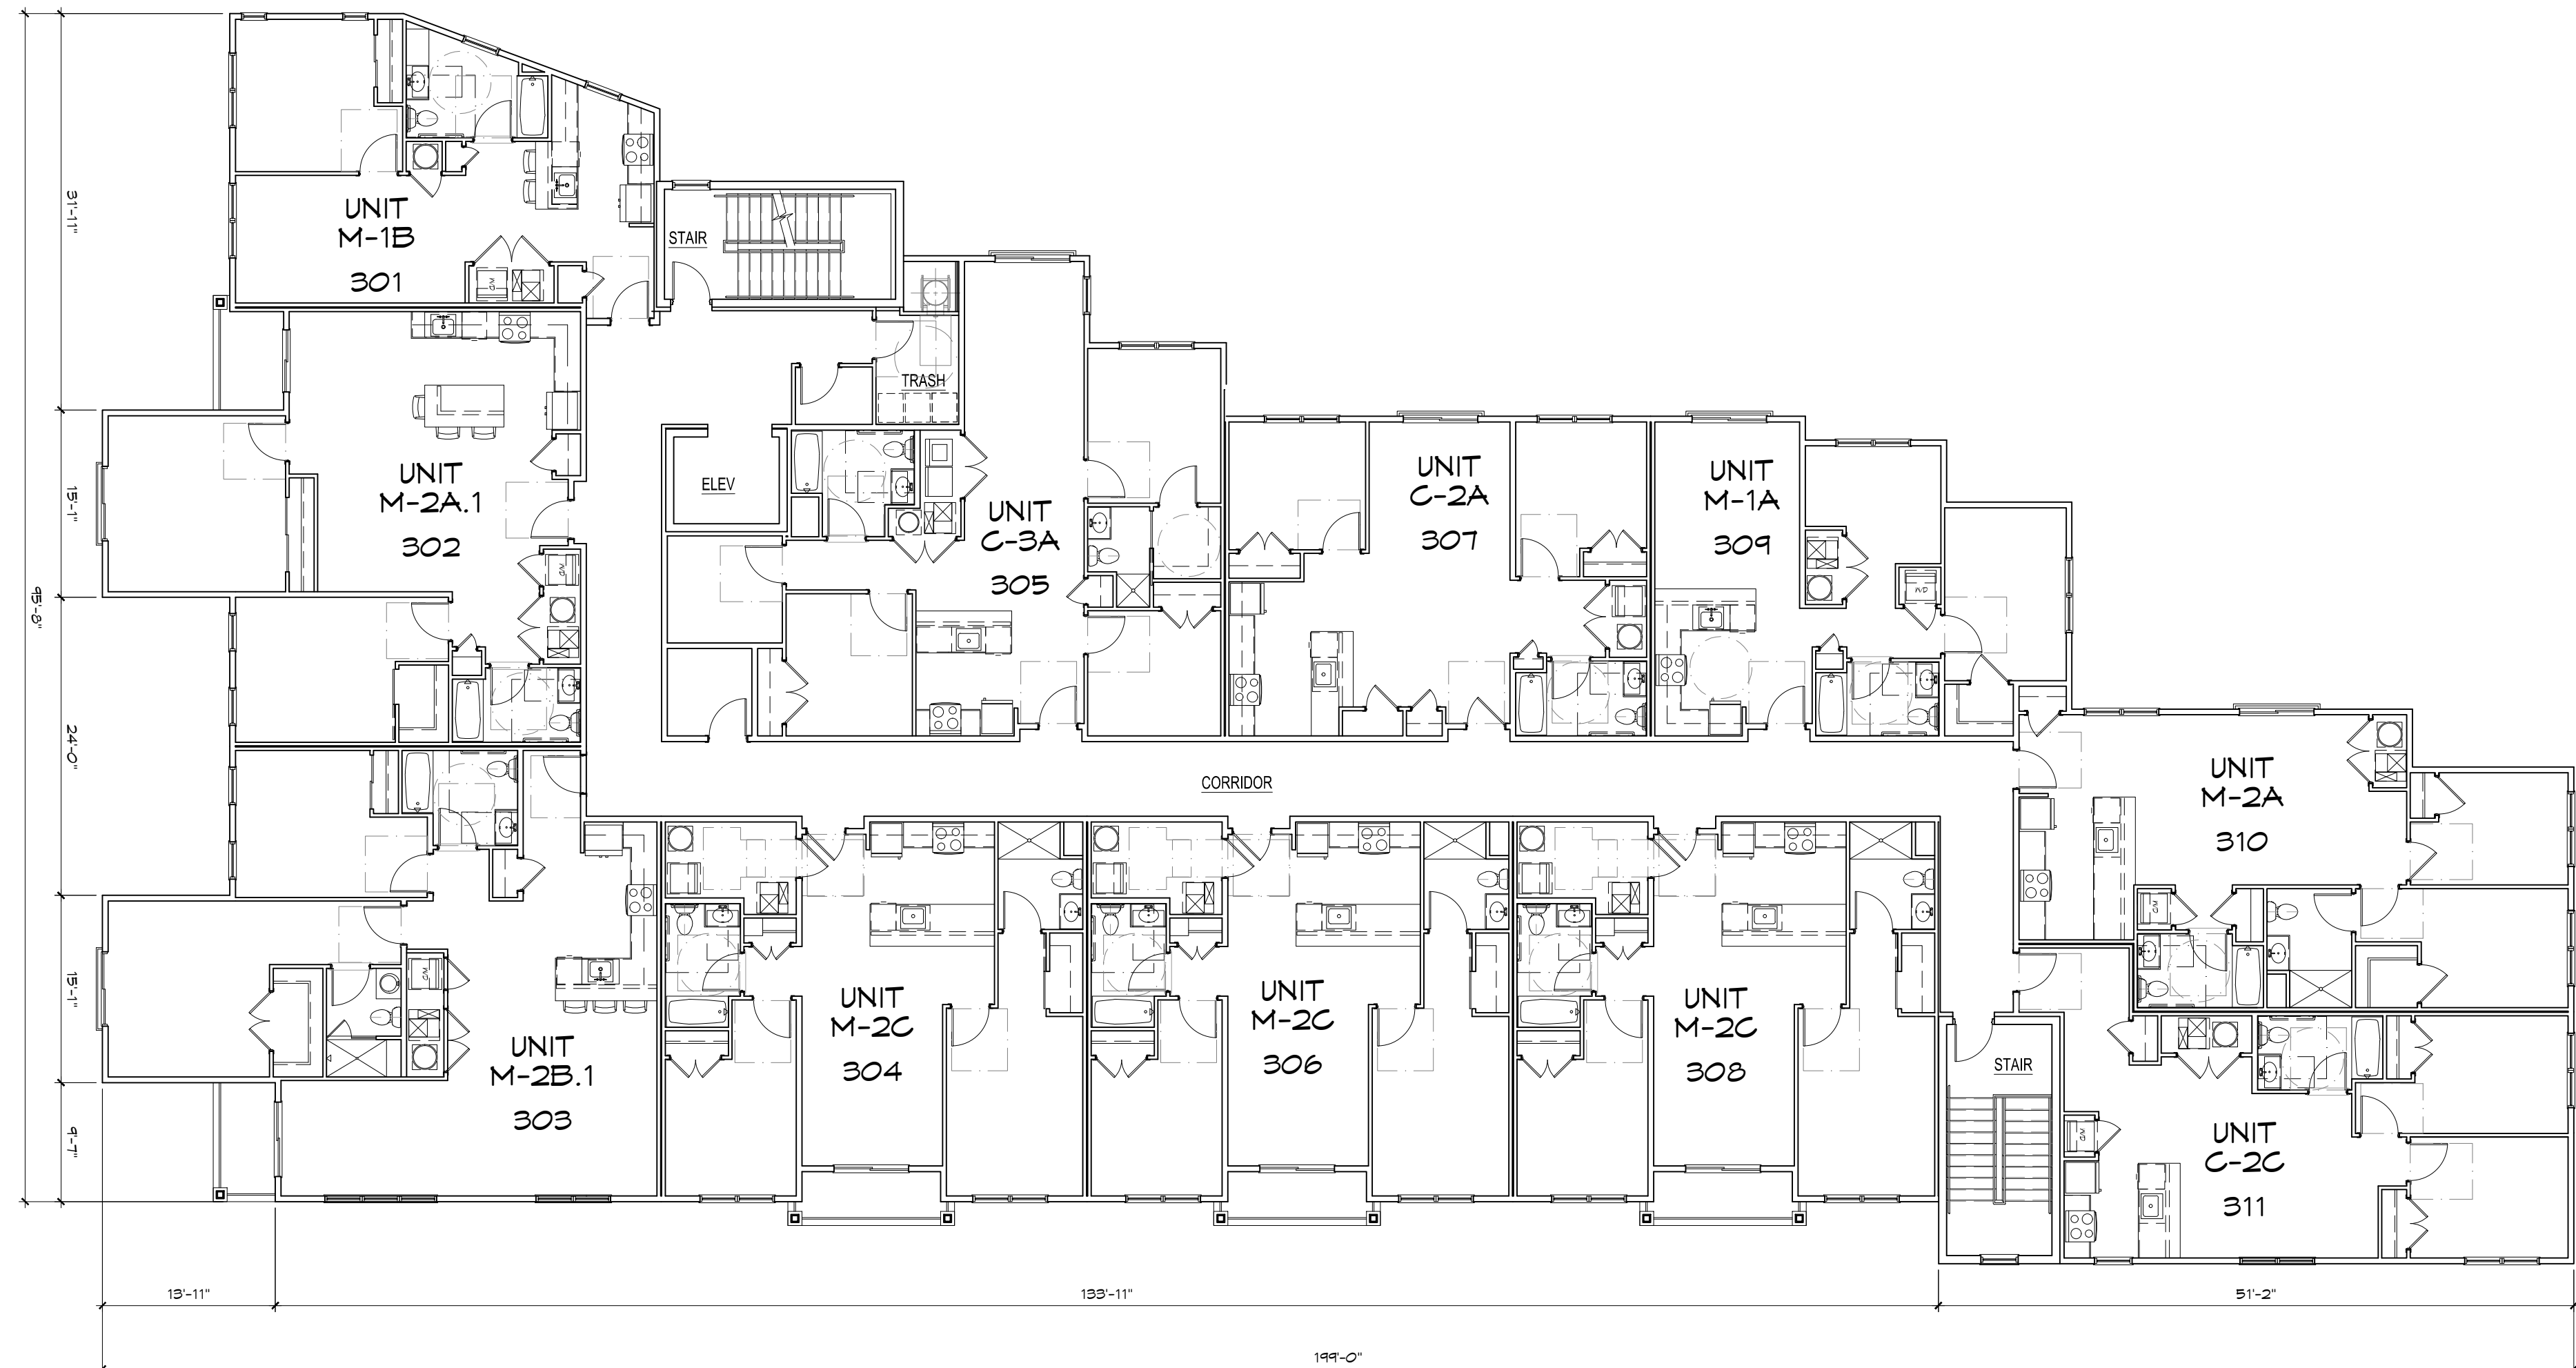 UNIT
M-1B
301
STAIR
TRASH
ELEV
UNIT
M-2A.1
302
UNIT
C-3A
305
UNIT
C-2A
307
UNIT
M-1A
309
W/D
W/D
W/D
CORRIDOR
UNIT
M-2A
310
W/D
W/D
UNIT
M-2B.1
303
UNIT
M-2C
304
UNIT
M-2C
306
UNIT
M-2C
308
STAIR
W/D
UNIT
C-2C
311
31'-11"
15'-1"
95'-8"
24'-0"
15'-1"
9'-7"
13'-11"
133'-11"
51'-2"
199'-0"